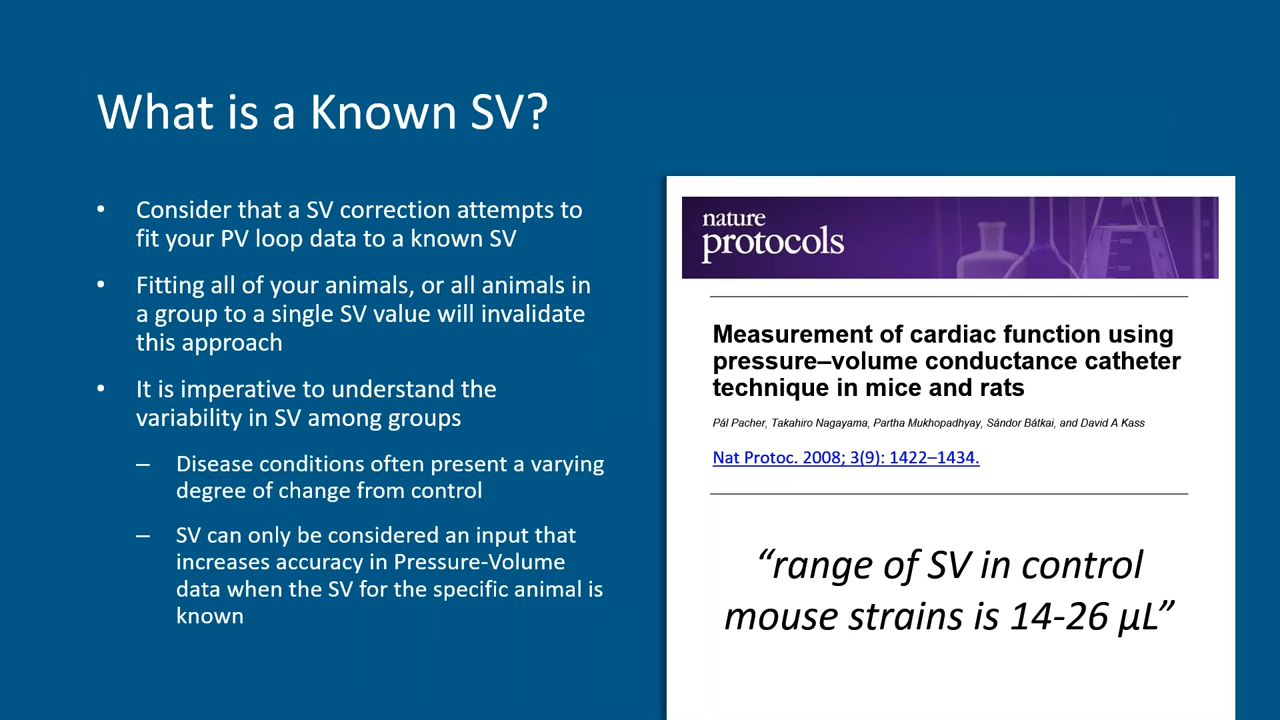 What is a Known SV?
• Consider that a SV correction attempts to
fit your PV loop data to a known SV
• Fitting all of your animals, or all animals in
a group to a single SV value will invalidate
this approach
• It is imperative to understand the
variability in SV among groups
– Disease conditions often present a varying
degree of change from control
– SV can only be considered an input that
increases accuracy in Pressure-Volume
data when the SV for the specific animal is
known
nature
protocols
400
300
Measurement of cardiac function using
pressure–volume conductance catheter
technique in mice and rats
Pál Pacher, Takahiro Nagayama, Partha Mukhopadhyay, Sándor Bátkai, and David A Kass
Nat Protoc. 2008; 3(9): 1422–1434.
“range of SV in control
mouse strains is 14-26 µL”